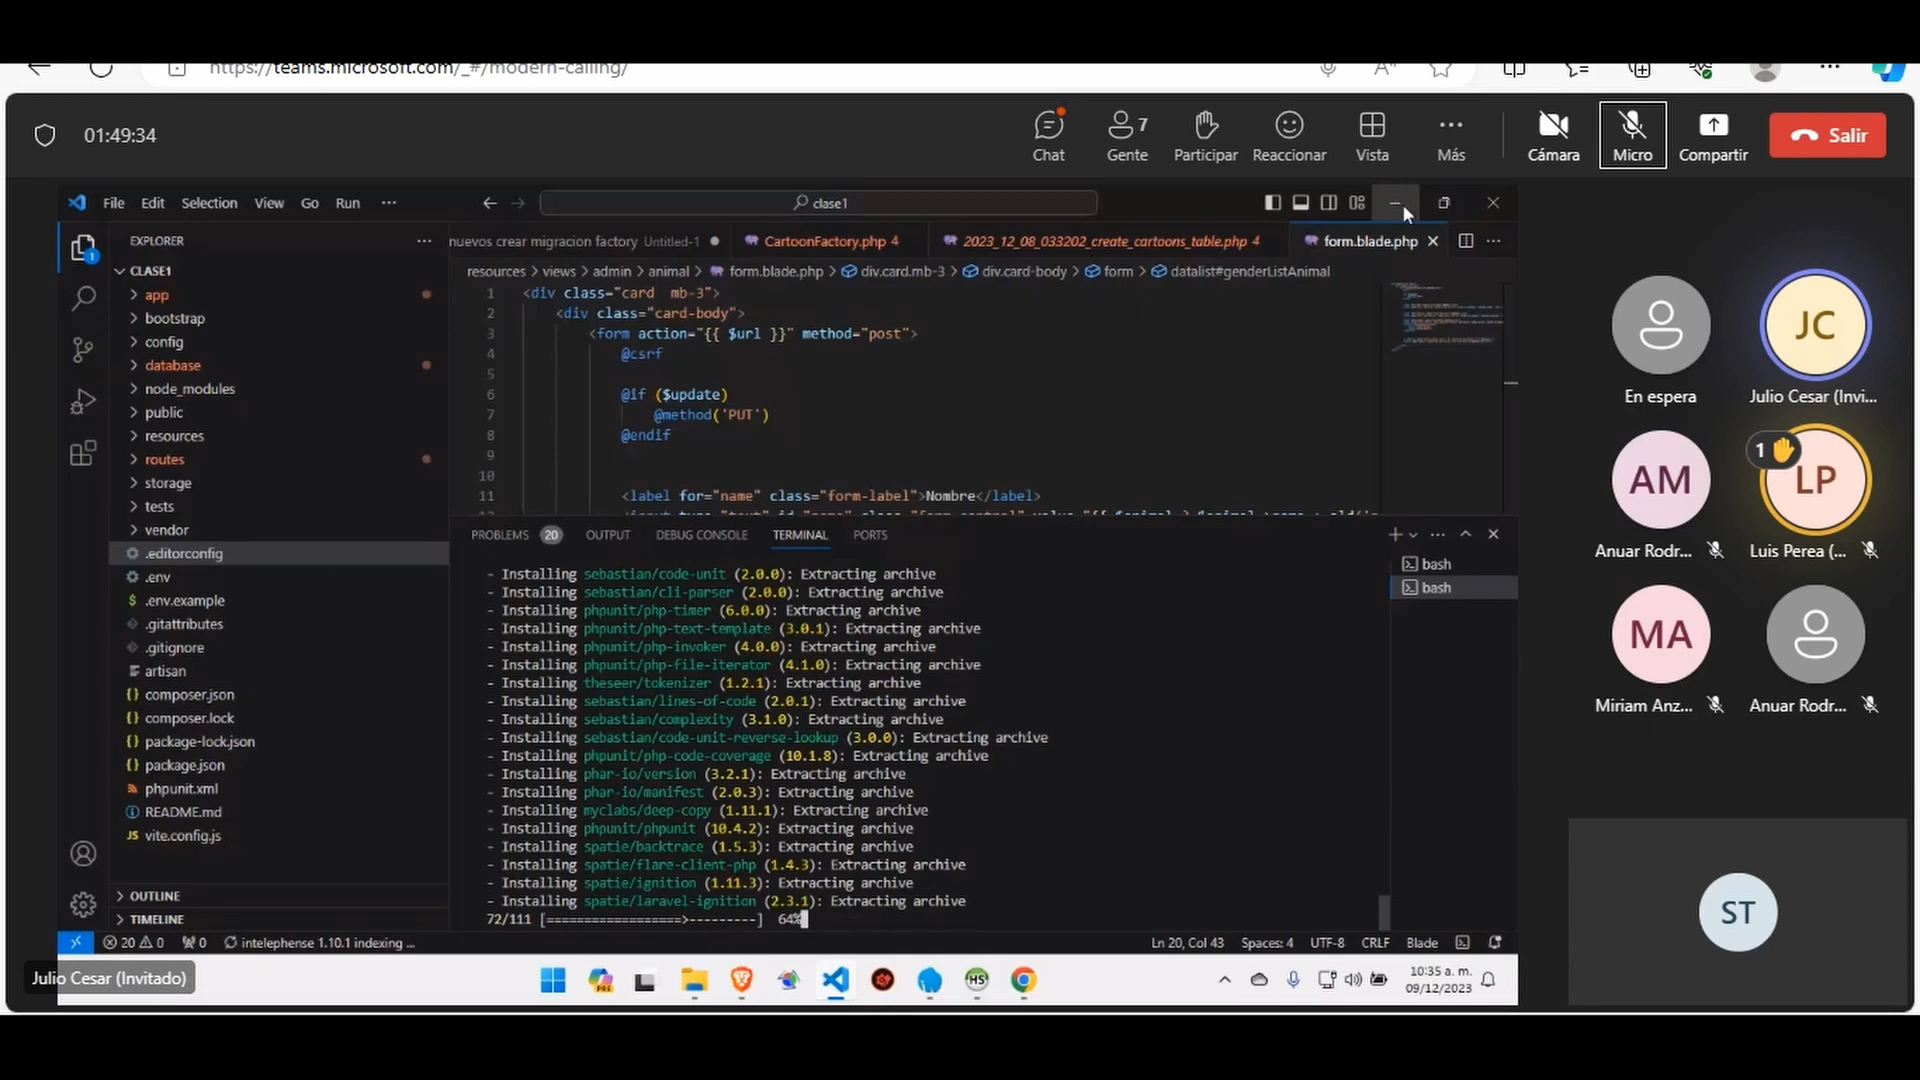 https://teams.microsoft.com/_#/modern-calling/
01:49:34
Chat
Gente
7
Participar
Reaccionar
Vista
Más
Cámara
Micro
Compartir
Salir
File Edit Selection View Go Run ···
clase1
EXPLORER
nuevos crear migracion factory Untitled-1
CartoonFactory.php 4
2023_12_08_033202_create_cartoons_table.php 4
form.blade.php
resources > views > admin > animal > form.blade.php > div.card.mb-3 > div.card-body > form > datalist#genderListAnimal
CLASE1
app
bootstrap
config
database
node_modules
public
resources
routes
storage
tests
vendor
.editorconfig
.env
.env.example
.gitattributes
.gitignore
artisan
composer.json
composer.lock
package-lock.json
package.json
phpunit.xml
README.md
vite.config.js
OUTLINE
TIMELINE
1 <div class="card  mb-3">
2 <div class="card-body">
3 <form action="{{ $url }}" method="post">
4 @csrf
5
6 @if ($update)
7 @method('PUT')
8 @endif
9
10
11 <label for="name" class="form-label">Nombre</label>
PROBLEMS 20 OUTPUT DEBUG CONSOLE TERMINAL PORTS
bash
bash
- Installing sebastian/code-unit (2.0.0): Extracting archive
- Installing sebastian/cli-parser (2.0.0): Extracting archive
- Installing phpunit/php-timer (6.0.0): Extracting archive
- Installing phpunit/php-text-template (3.0.1): Extracting archive
- Installing phpunit/php-invoker (4.0.0): Extracting archive
- Installing phpunit/php-file-iterator (4.1.0): Extracting archive
- Installing theseer/tokenizer (1.2.1): Extracting archive
- Installing sebastian/lines-of-code (2.0.1): Extracting archive
- Installing sebastian/complexity (3.1.0): Extracting archive
- Installing sebastian/code-unit-reverse-lookup (3.0.0): Extracting archive
- Installing phpunit/php-code-coverage (10.1.8): Extracting archive
- Installing phar-io/version (3.2.1): Extracting archive
- Installing phar-io/manifest (2.0.3): Extracting archive
- Installing myclabs/deep-copy (1.11.1): Extracting archive
- Installing phpunit/phpunit (10.4.2): Extracting archive
- Installing spatie/backtrace (1.5.3): Extracting archive
- Installing spatie/flare-client-php (1.4.3): Extracting archive
- Installing spatie/ignition (1.11.3): Extracting archive
- Installing spatie/laravel-ignition (2.3.1): Extracting archive
72/111 [==================>---------] 64%
20 0 0 intelephense 1.10.1 indexing ...
Ln 20, Col 43 Spaces: 4 UTF-8 CRLF Blade
Julio Cesar (Invitado)
10:35 a. m.
09/12/2023
En espera
JC
Julio Cesar (Invi...
AM
Anuar Rodr...
1
LP
Luis Perea (...
MA
Miriam Anz...
Anuar Rodr...
ST